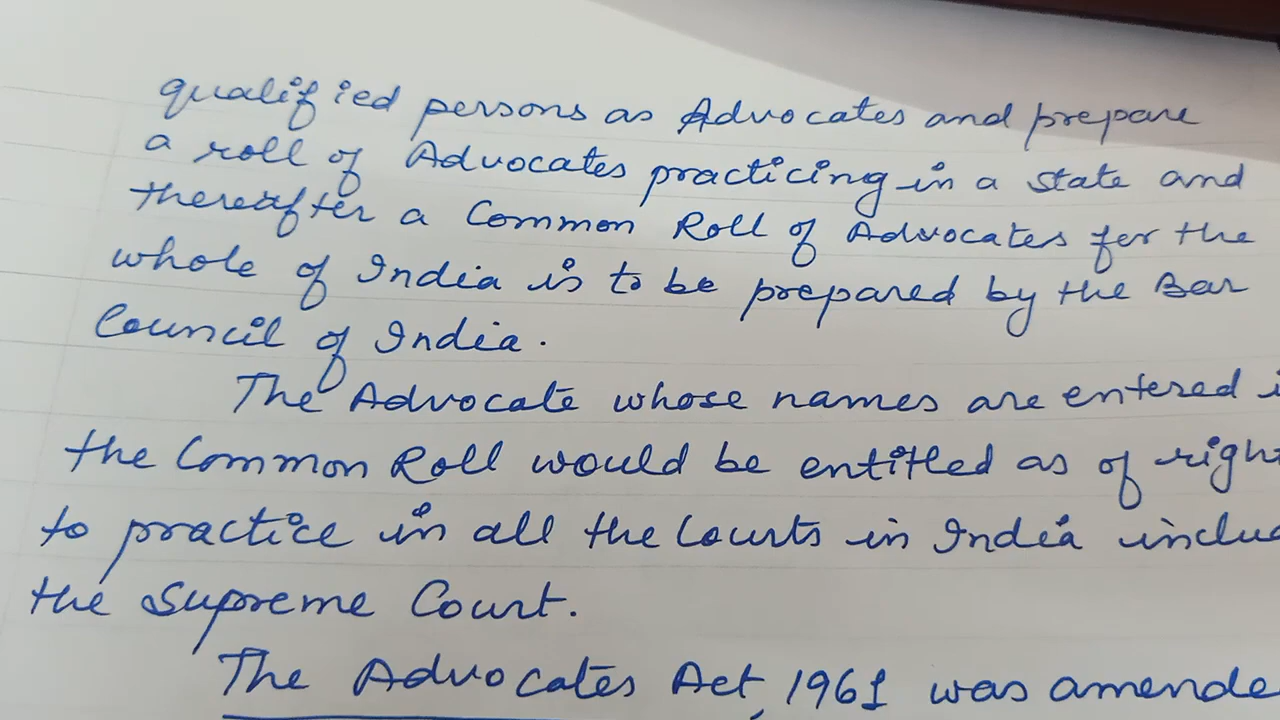 qualified persons as Advocates and prepare
a roll of Advocates practicing in a state and
thereafter a Common Roll of Advocates for the
whole of India is to be prepared by the Bar
Council of India.
The Advocate whose names are entered i
the Common Roll would be entitled as of right
to practice in all the Courts in India includ
the Supreme Court.
The Advocates Act, 1961 was amende